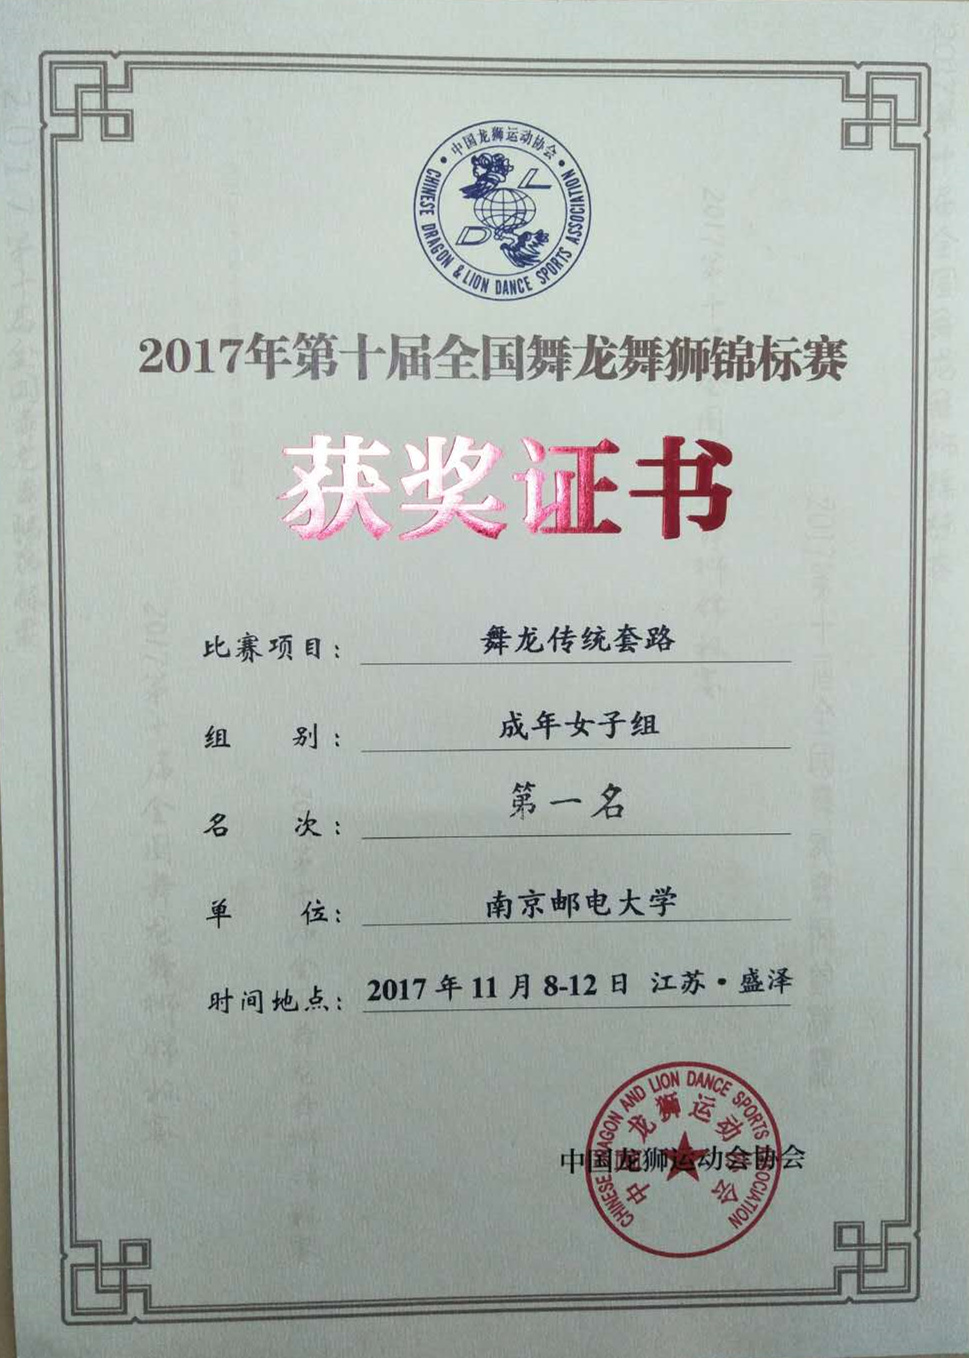 中国龙狮运动协会
CHINESE DRAGON & LION DANCE SPORTS ASSOCIATION
L
D
2017年第十届全国舞龙舞狮锦标赛
获奖证书
比赛项目： 舞龙传统套路
组 别： 成年女子组
名 次： 第一名
单 位： 南京邮电大学
时间地点： 2017年11月8-12日 江苏·盛泽
中国龙狮运动会协会
CHINESE DRAGON AND LION DANCE SPORTS ASSOCIATION
中国龙狮运动协会